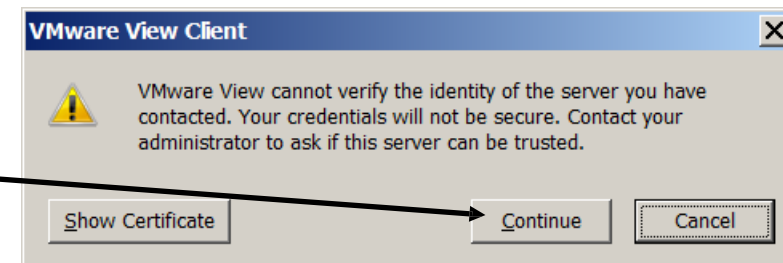 VMware View Client
VMware View cannot verify the identity of the server you have
contacted. Your credentials will not be secure. Contact your
administrator to ask if this server can be trusted.
Show Certificate Continue Cancel